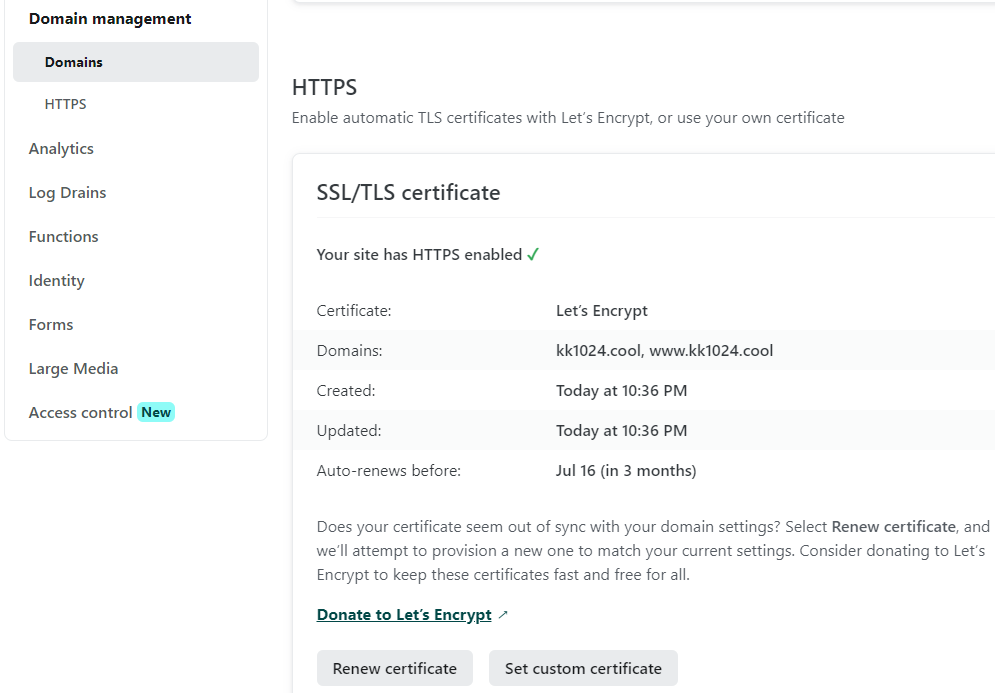 Domain management
Domains
HTTPS
Analytics
Log Drains
Functions
Identity
Forms
Large Media
Access control New
HTTPS
Enable automatic TLS certificates with Let’s Encrypt, or use your own certificate
SSL/TLS certificate
Your site has HTTPS enabled ✓
Certificate: Let’s Encrypt
Domains: kk1024.cool, www.kk1024.cool
Created: Today at 10:36 PM
Updated: Today at 10:36 PM
Auto-renews before: Jul 16 (in 3 months)
Does your certificate seem out of sync with your domain settings? Select Renew certificate, and
we’ll attempt to provision a new one to match your current settings. Consider donating to Let’s
Encrypt to keep these certificates fast and free for all.
Donate to Let’s Encrypt ↗
Renew certificate Set custom certificate